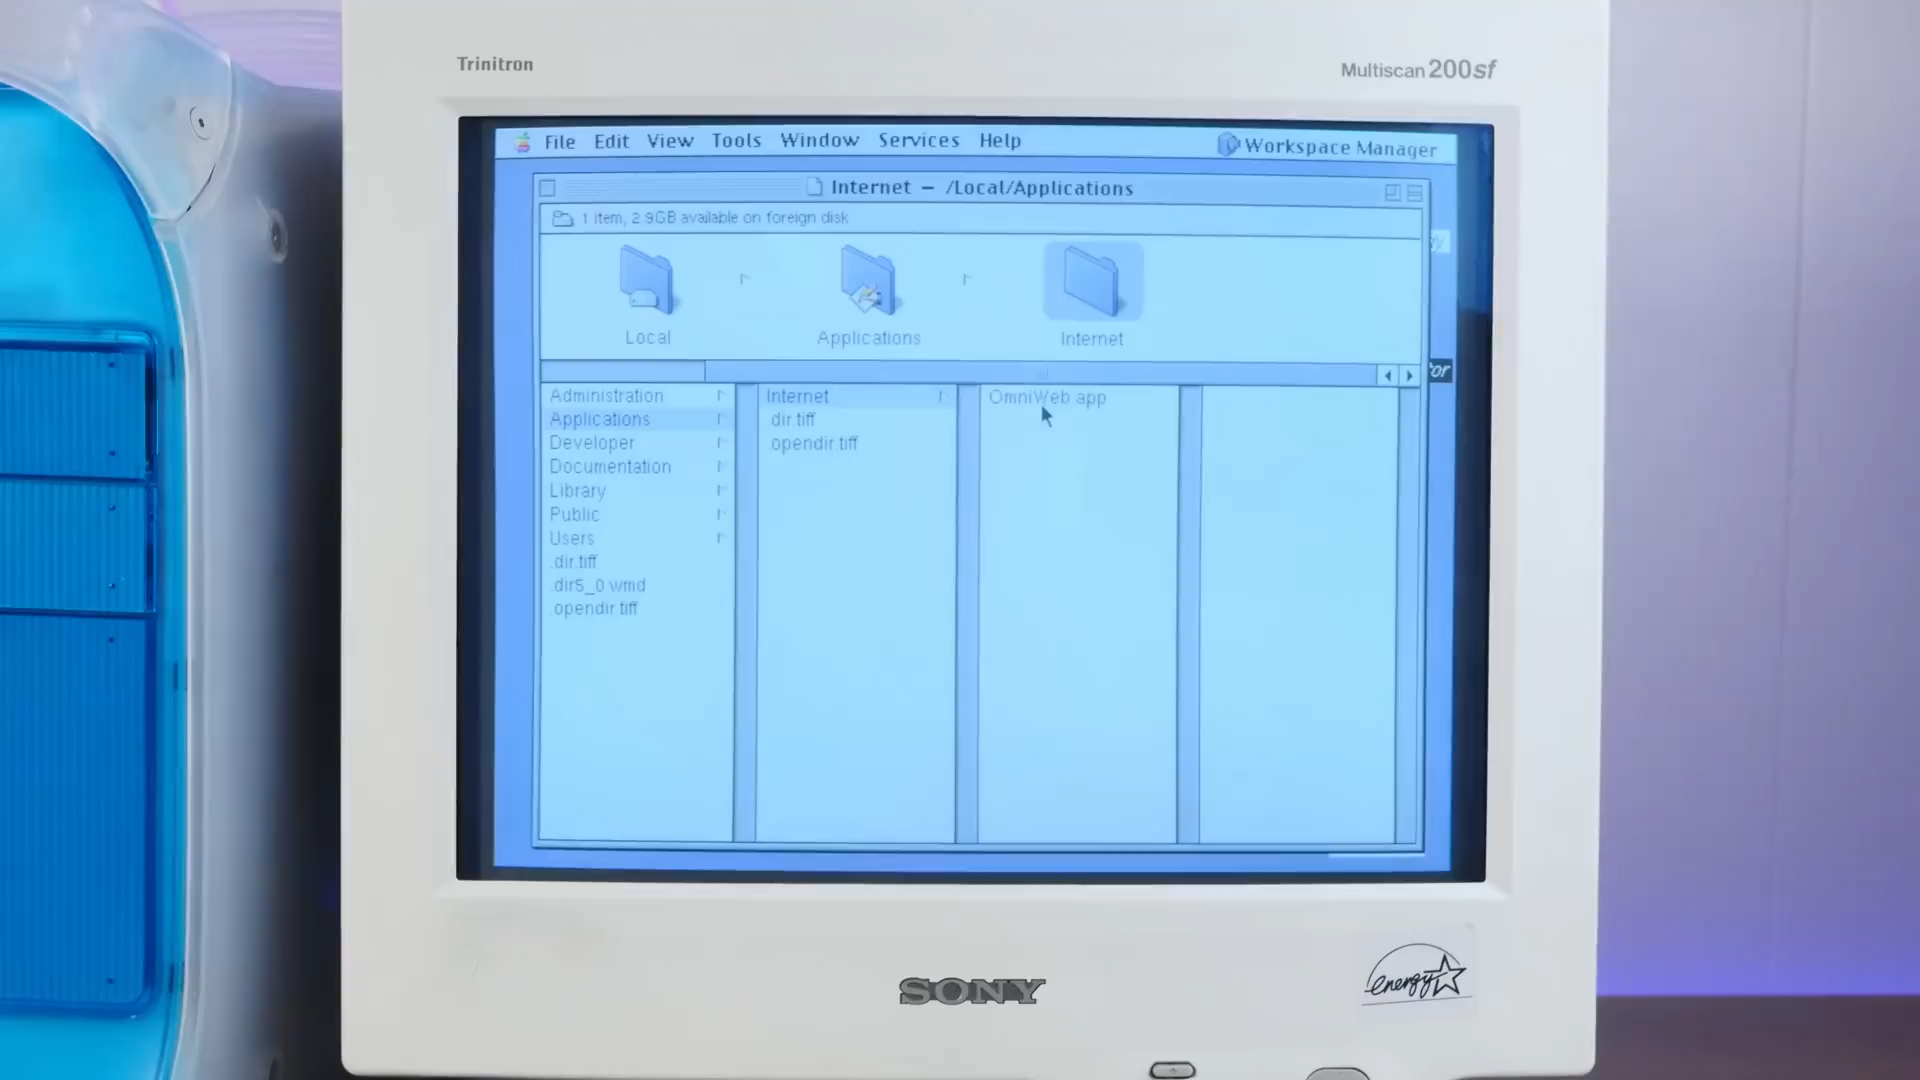 Trinitron
Multiscan 200sf
File Edit View Tools Window Services Help
Workspace Manager
Internet – /Local/Applications
1 item, 2.9GB available on foreign disk
Local
Applications
Internet
Administration
Applications
Developer
Documentation
Library
Public
Users
.dir.tiff
.dir5_0.wmd
.opendir.tiff
Internet
.dir.tiff
.opendir.tiff
OmniWeb.app
SONY
energy